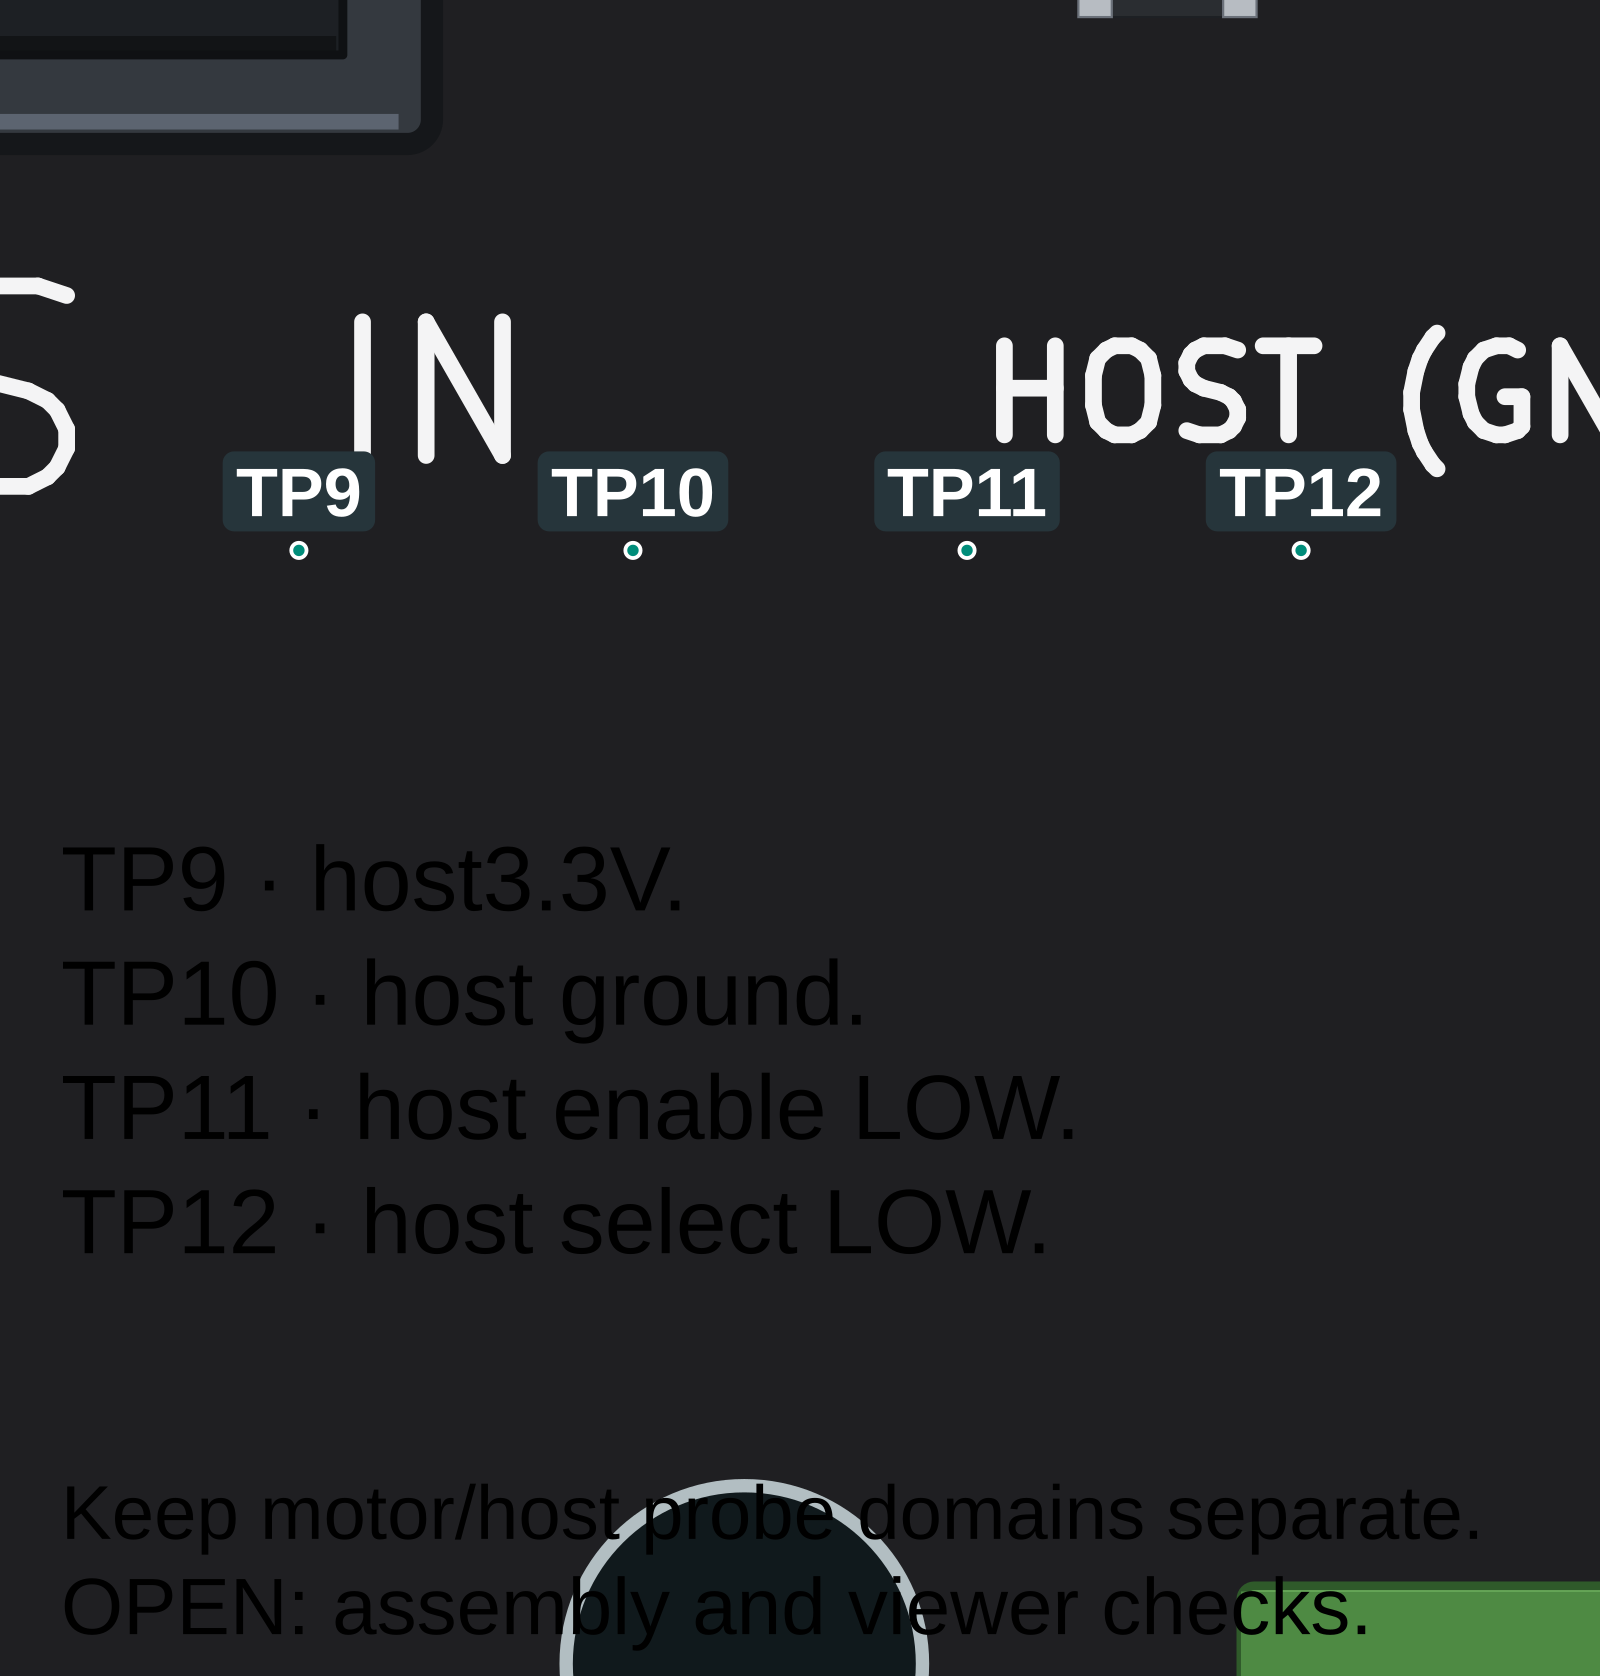 S IN HOST (GN
TP9 TP10 TP11 TP12
TP9 · host3.3V.
TP10 · host ground.
TP11 · host enable LOW.
TP12 · host select LOW.
Keep motor/host probe domains separate.
OPEN: assembly and viewer checks.